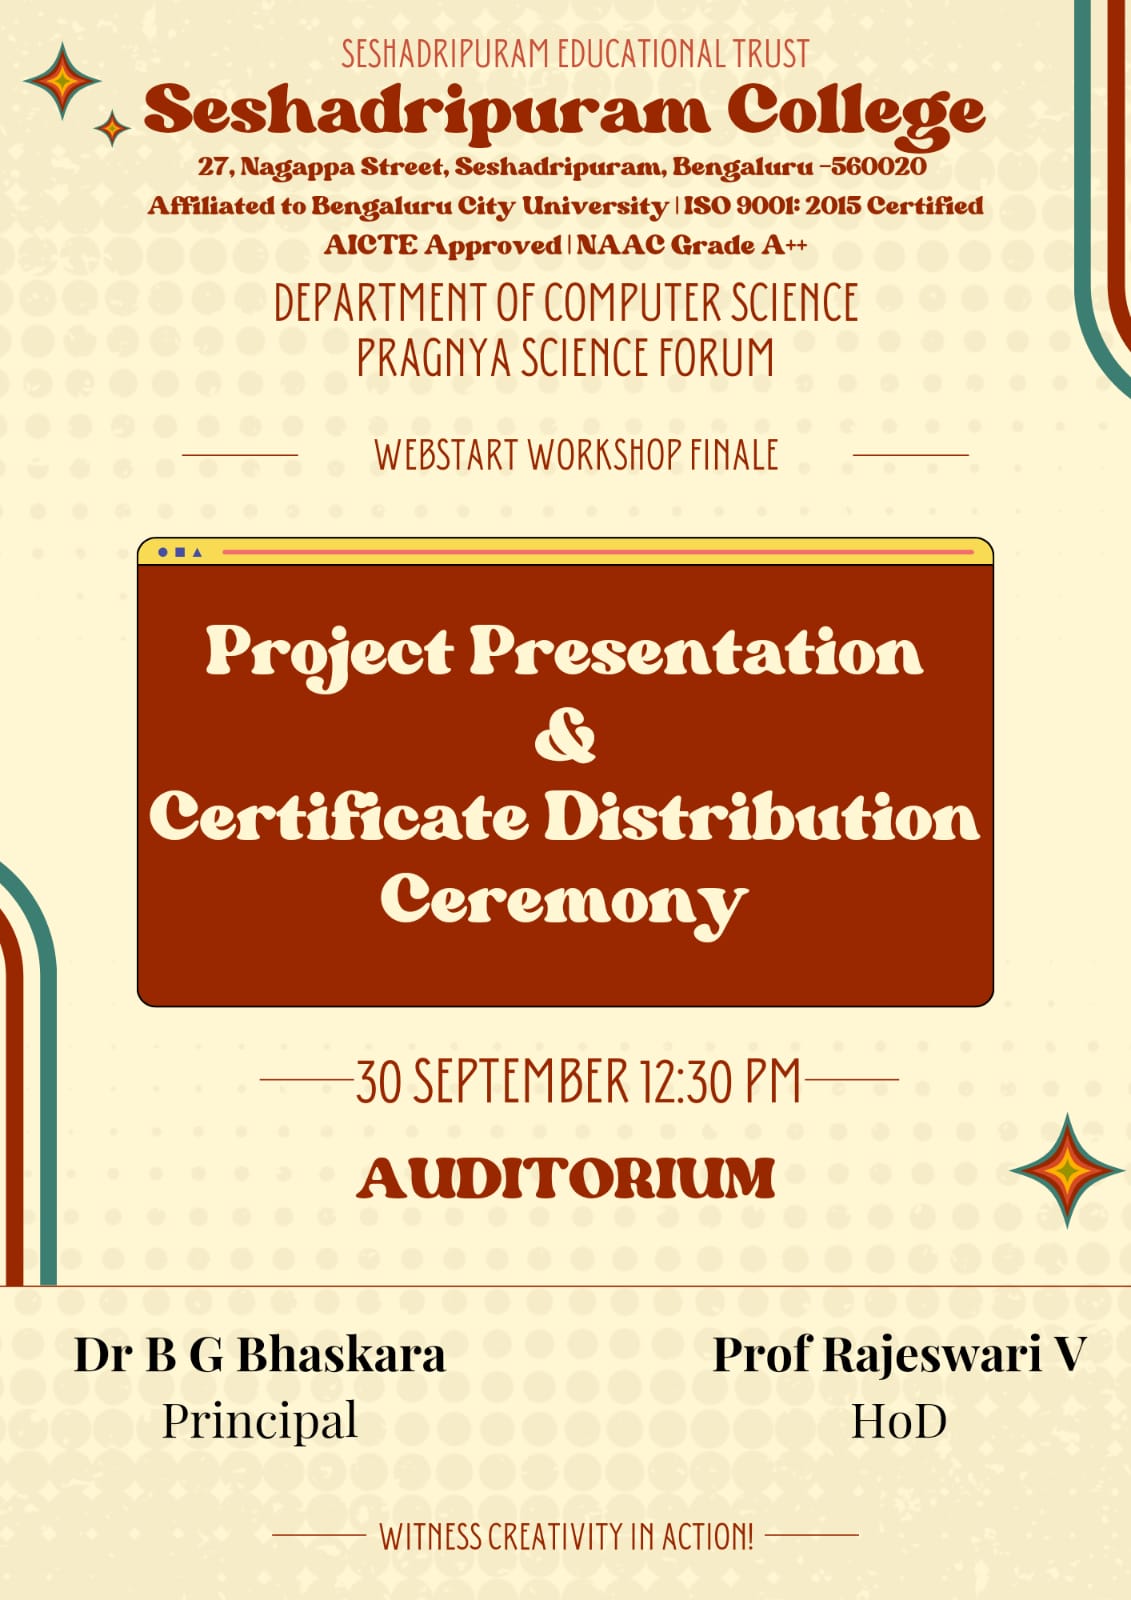 SESHADRIPURAM EDUCATIONAL TRUST
Seshadripuram College
27, Nagappa Street, Seshadripuram, Bengaluru -560020
Affiliated to Bengaluru City University | ISO 9001: 2015 Certified
AICTE Approved | NAAC Grade A++
DEPARTMENT OF COMPUTER SCIENCE
PRAGNYA SCIENCE FORUM
WEBSTART WORKSHOP FINALE
Project Presentation
&
Certificate Distribution
Ceremony
30 SEPTEMBER 12:30 PM
AUDITORIUM
Dr B G Bhaskara
Principal
Prof Rajeswari V
HoD
WITNESS CREATIVITY IN ACTION!